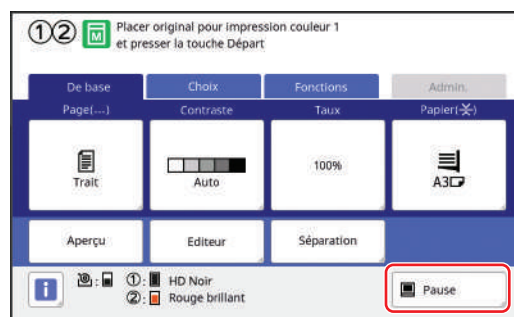 ①② M Placer original pour impression couleur 1
et presser la touche Départ
De base Choix Fonctions Admin.
Page(---) Contraste Taux Papier(⁎)
Trait Auto 100% A3
Aperçu Editeur Séparation
i ①: HD Noir
②: Rouge brillant
Pause